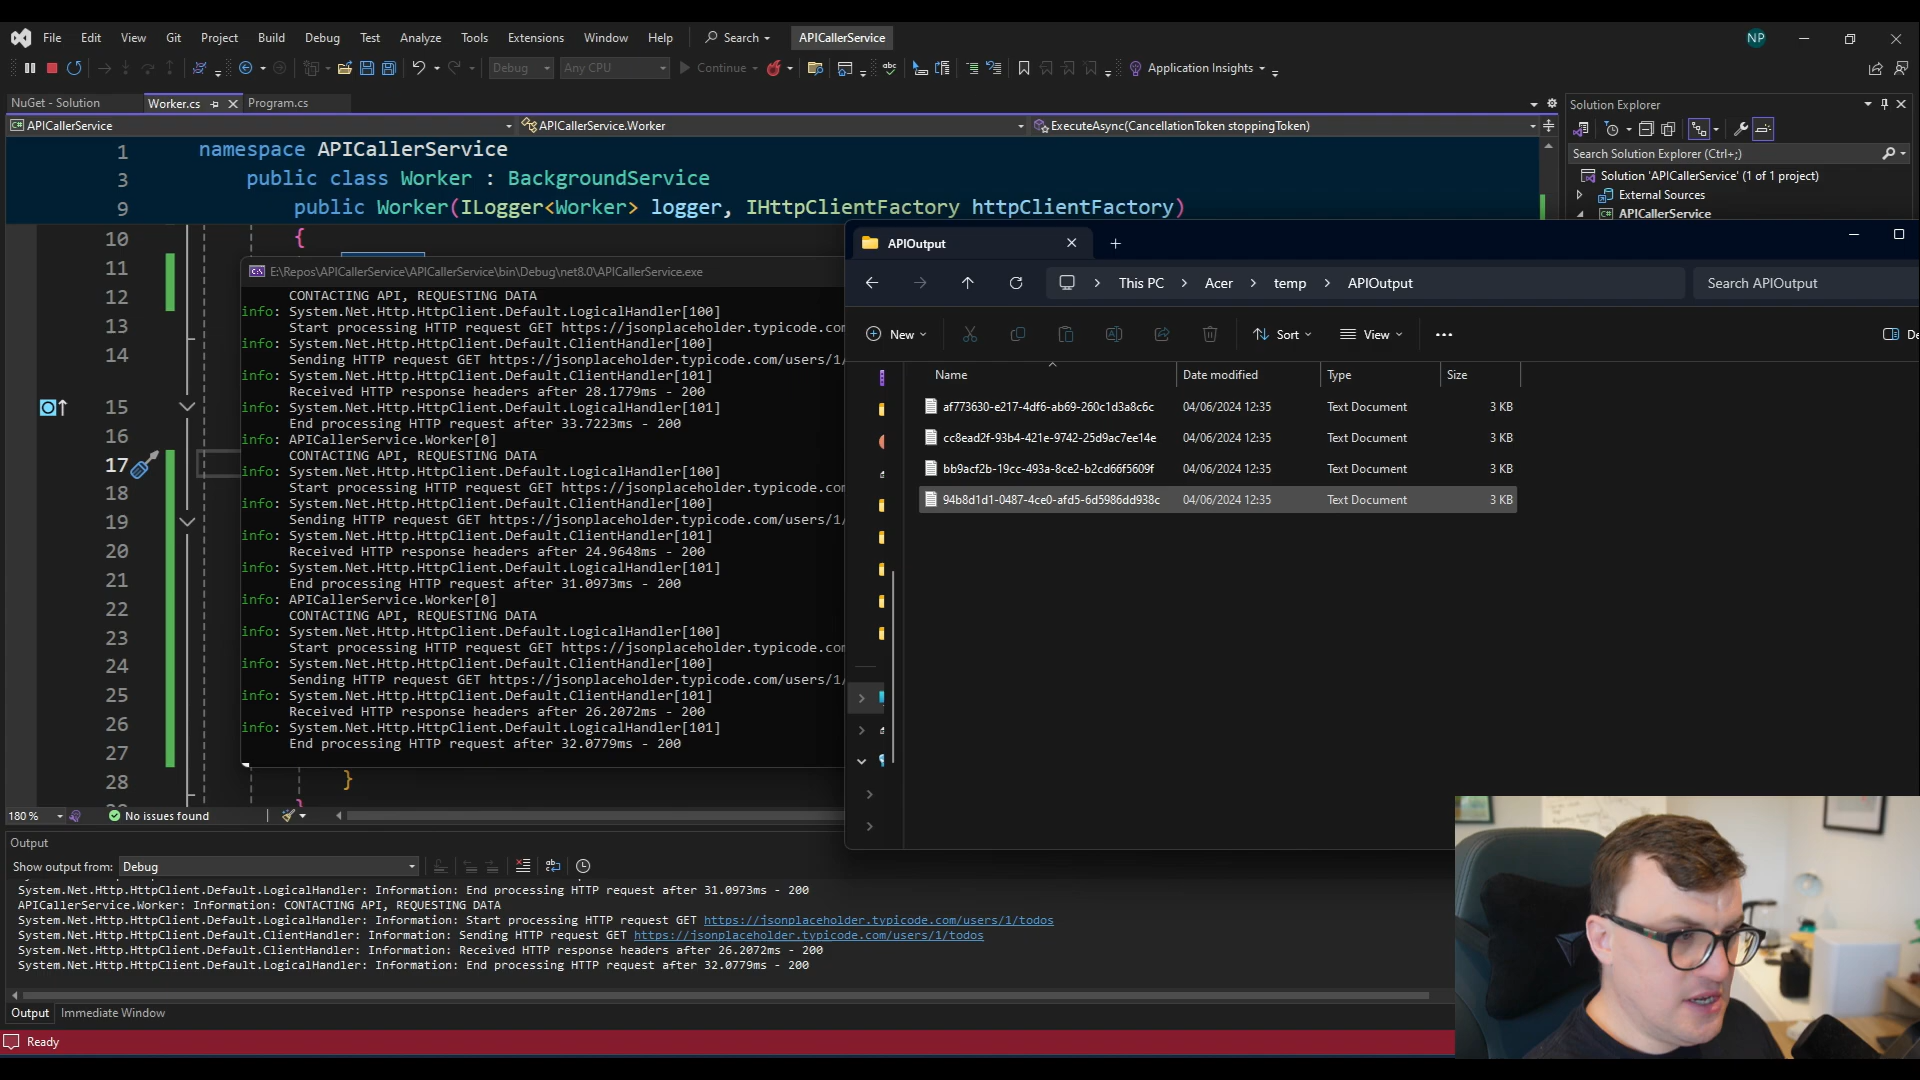 File Edit View Git Project Build Debug Test Analyze Tools Extensions Window Help Search APICallerService NP
Debug Any CPU Continue Application Insights
NuGet - Solution Worker.cs Program.cs
APICallerService APICallerService.Worker ExecuteAsync(CancellationToken stoppingToken)
1 namespace APICallerService
3 public class Worker : BackgroundService
9 public Worker(ILogger<Worker> logger, IHttpClientFactory httpClientFactory)
10 {
11
12
13
14
15
16
17
18
19
20
21
22
23
24
25
26
27
28 }
E:\Repos\APICallerService\APICallerService\bin\Debug\net8.0\APICallerService.exe
CONTACTING API, REQUESTING DATA
info: System.Net.Http.HttpClient.Default.LogicalHandler[100]
Start processing HTTP request GET https://jsonplaceholder.typicode.com
info: System.Net.Http.HttpClient.Default.ClientHandler[100]
Sending HTTP request GET https://jsonplaceholder.typicode.com/users/1/
info: System.Net.Http.HttpClient.Default.ClientHandler[101]
Received HTTP response headers after 28.1779ms - 200
info: System.Net.Http.HttpClient.Default.LogicalHandler[101]
End processing HTTP request after 33.7223ms - 200
info: APICallerService.Worker[0]
CONTACTING API, REQUESTING DATA
info: System.Net.Http.HttpClient.Default.LogicalHandler[100]
Start processing HTTP request GET https://jsonplaceholder.typicode.com
info: System.Net.Http.HttpClient.Default.ClientHandler[100]
Sending HTTP request GET https://jsonplaceholder.typicode.com/users/1/
info: System.Net.Http.HttpClient.Default.ClientHandler[101]
Received HTTP response headers after 24.9648ms - 200
info: System.Net.Http.HttpClient.Default.LogicalHandler[101]
End processing HTTP request after 31.0973ms - 200
info: APICallerService.Worker[0]
CONTACTING API, REQUESTING DATA
info: System.Net.Http.HttpClient.Default.LogicalHandler[100]
Start processing HTTP request GET https://jsonplaceholder.typicode.com
info: System.Net.Http.HttpClient.Default.ClientHandler[100]
Sending HTTP request GET https://jsonplaceholder.typicode.com/users/1/
info: System.Net.Http.HttpClient.Default.ClientHandler[101]
Received HTTP response headers after 26.2072ms - 200
info: System.Net.Http.HttpClient.Default.LogicalHandler[101]
End processing HTTP request after 32.0779ms - 200
Solution Explorer
Search Solution Explorer (Ctrl+;)
Solution 'APICallerService' (1 of 1 project)
External Sources
APICallerService
APIOutput
This PC > Acer > temp > APIOutput Search APIOutput
New Sort View De
Name Date modified Type Size
af773630-e217-4df6-ab69-260c1d3a8c6c 04/06/2024 12:35 Text Document 3 KB
cc8ead2f-93b4-421e-9742-25d9ac7ee14e 04/06/2024 12:35 Text Document 3 KB
bb9acf2b-19cc-493a-8ce2-b2cd66f5609f 04/06/2024 12:35 Text Document 3 KB
94b8d1d1-0487-4ce0-afd5-6d5986dd938c 04/06/2024 12:35 Text Document 3 KB
180 % No issues found
Output
Show output from: Debug
System.Net.Http.HttpClient.Default.LogicalHandler: Information: End processing HTTP request after 31.0973ms - 200
APICallerService.Worker: Information: CONTACTING API, REQUESTING DATA
System.Net.Http.HttpClient.Default.LogicalHandler: Information: Start processing HTTP request GET https://jsonplaceholder.typicode.com/users/1/todos
System.Net.Http.HttpClient.Default.ClientHandler: Information: Sending HTTP request GET https://jsonplaceholder.typicode.com/users/1/todos
System.Net.Http.HttpClient.Default.ClientHandler: Information: Received HTTP response headers after 26.2072ms - 200
System.Net.Http.HttpClient.Default.LogicalHandler: Information: End processing HTTP request after 32.0779ms - 200
Output Immediate Window
Ready